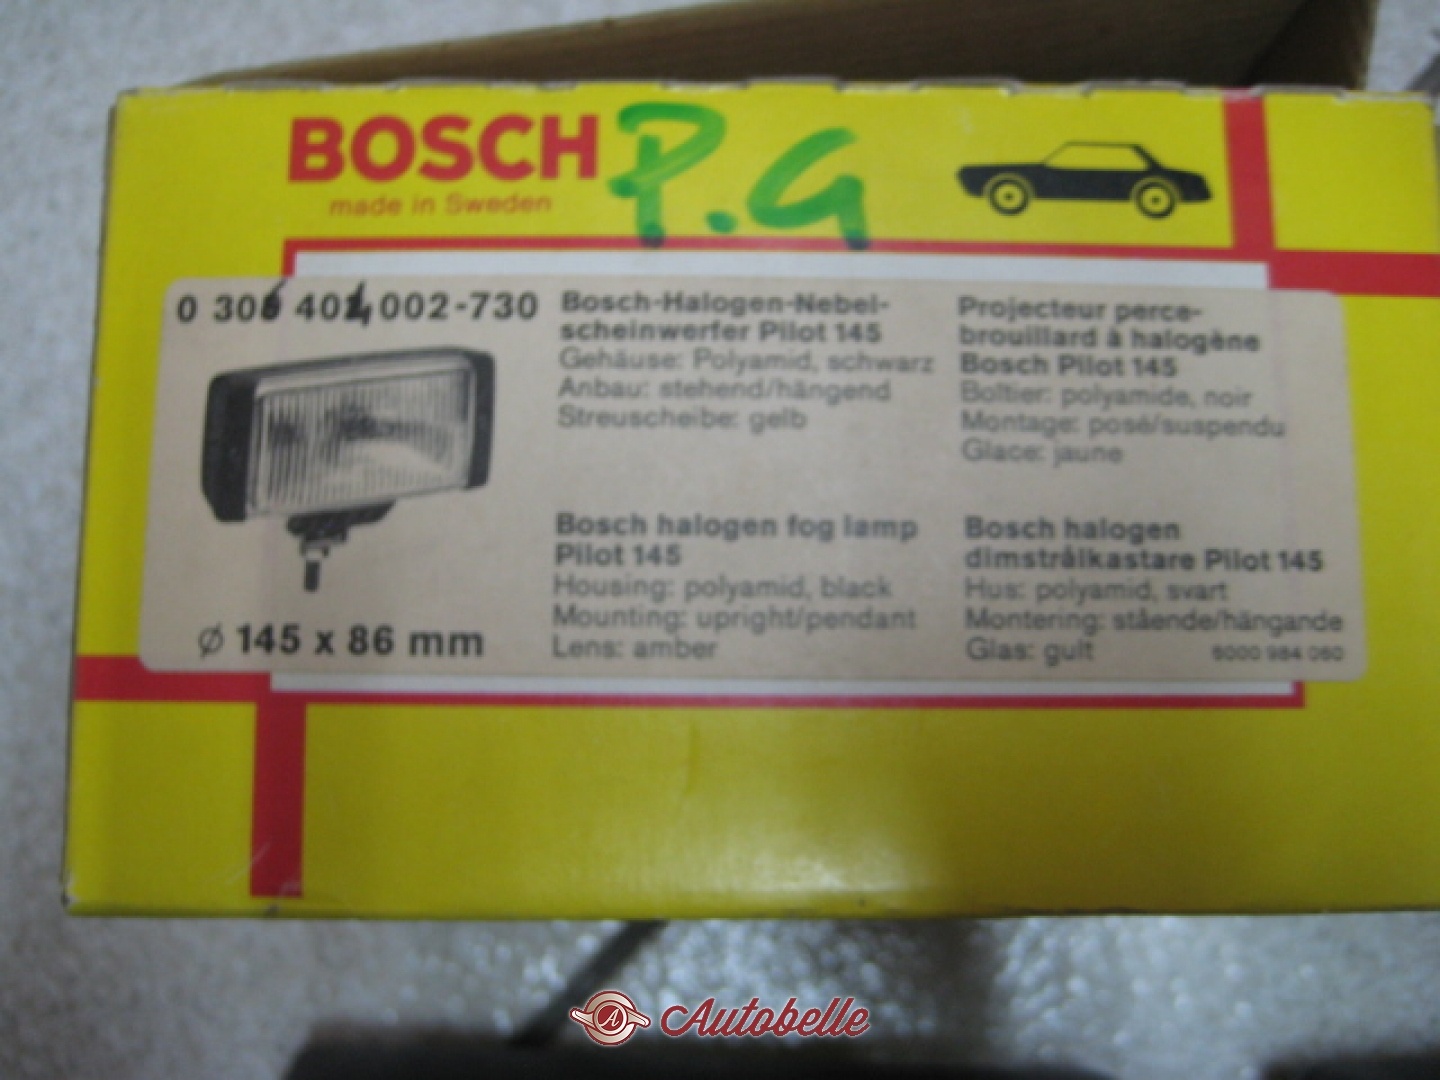 BOSCH
made in Sweden
P.G
002-730
Bosch-Halogen-Nebel-
scheinwerfer Pilot 145
Gehäuse: Polyamid, schwarz
Anbau: stehend/hängend
Streuscheibe: gelb
Projecteur perce-
brouillard à halogène
Bosch Pilot 145
Boîtier: polyamide, noir
Montage: posé/suspendu
Glace: jaune
Bosch halogen fog lamp
Pilot 145
Housing: polyamid, black
Mounting: upright/pendant
Lens: amber
Bosch halogen
dimstrålkastare Pilot 145
Hus: polyamid, svart
Montering: stående/hängande
Glas: gult
⌀ 145 x 86 mm
A Autobelle